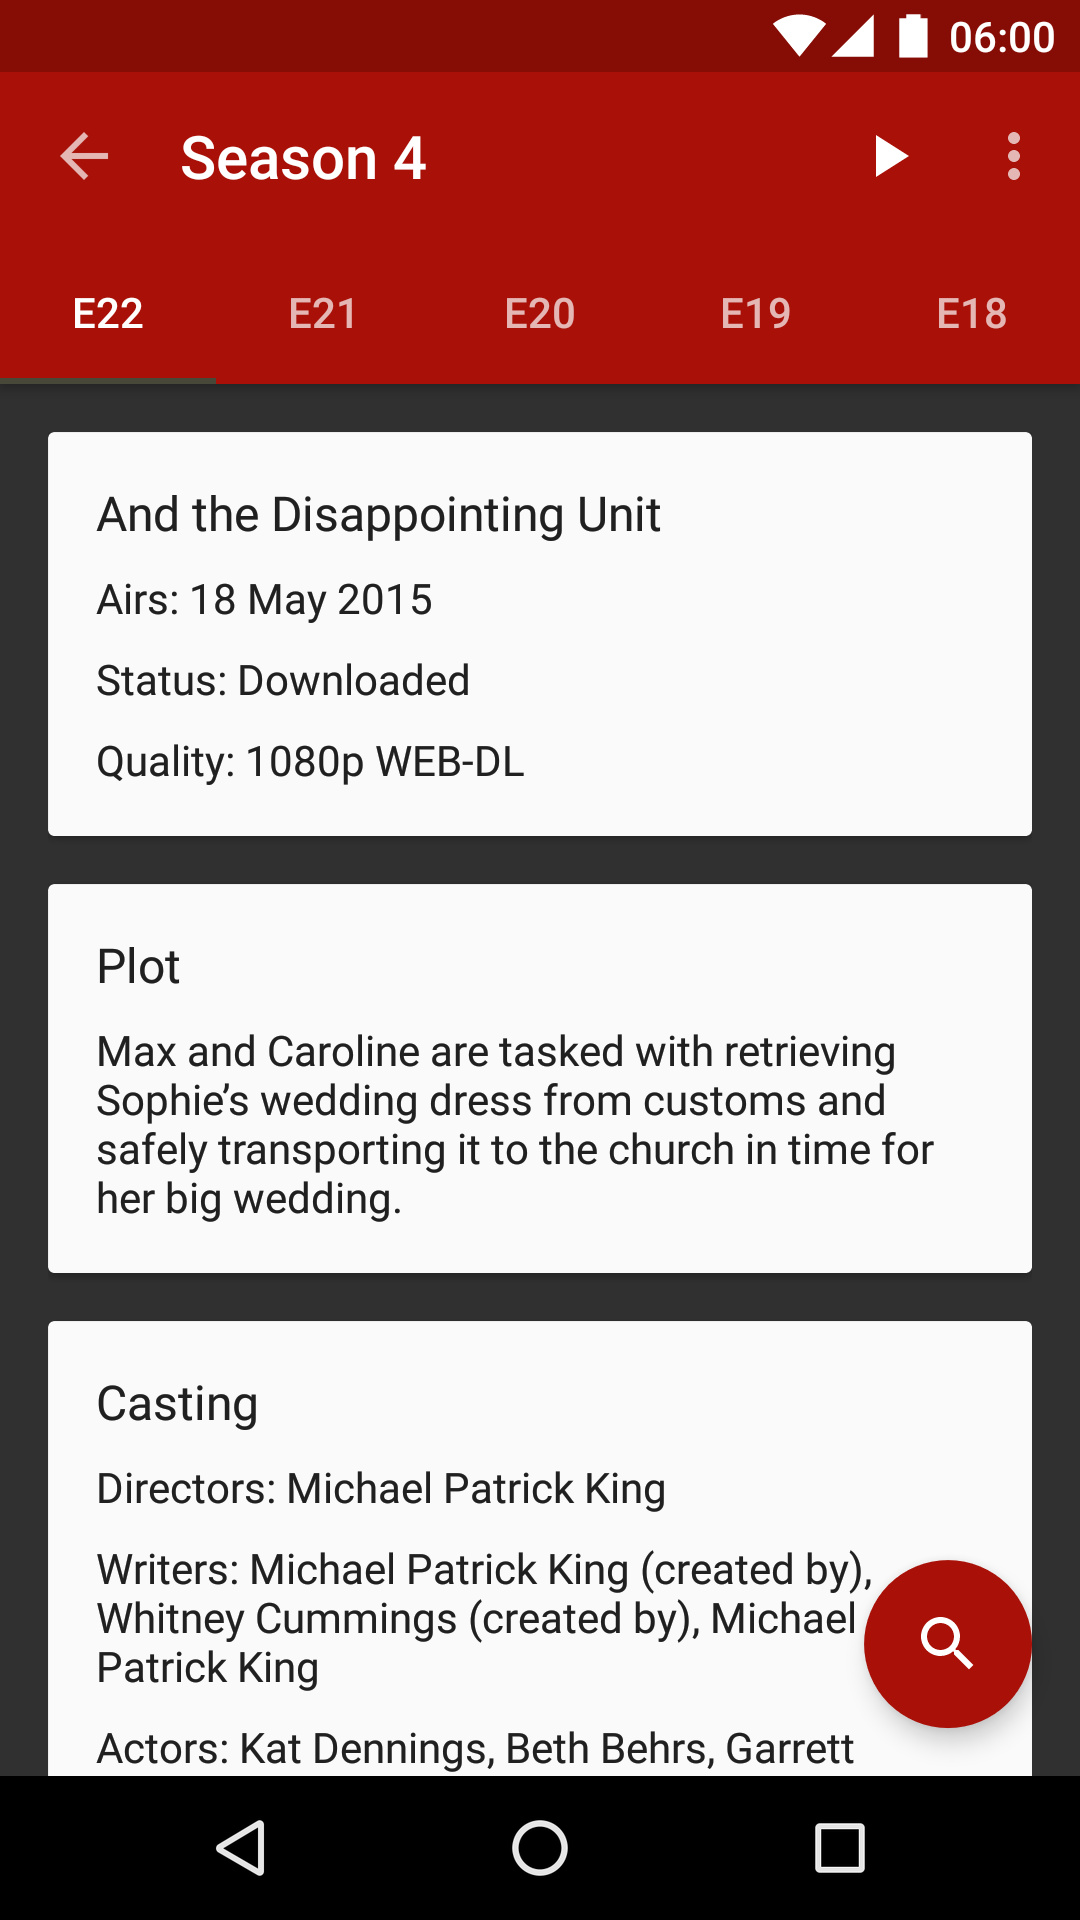 06:00
Season 4
E22 E21 E20 E19 E18
And the Disappointing Unit
Airs: 18 May 2015
Status: Downloaded
Quality: 1080p WEB-DL
Plot
Max and Caroline are tasked with retrieving
Sophie’s wedding dress from customs and
safely transporting it to the church in time for
her big wedding.
Casting
Directors: Michael Patrick King
Writers: Michael Patrick King (created by),
Whitney Cummings (created by), Michael
Patrick King
Actors: Kat Dennings, Beth Behrs, Garrett